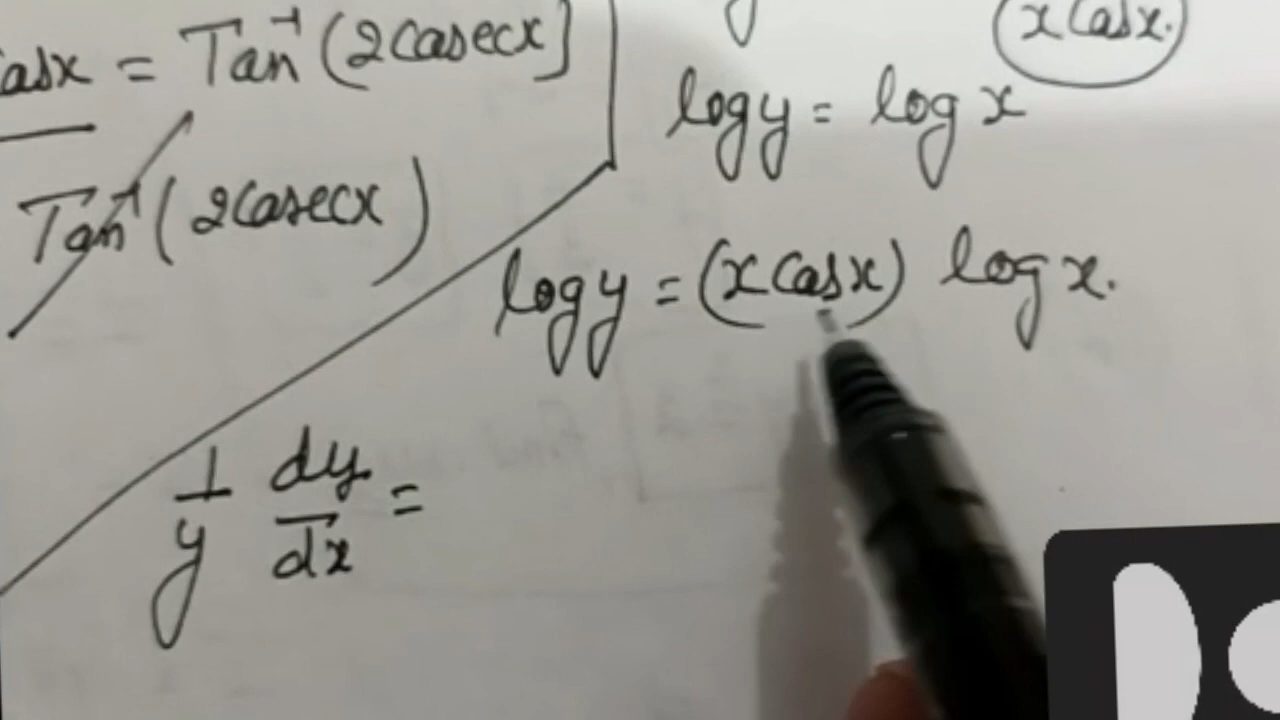 cosx = Tan⁻¹(2cosecx]
Tan⁻¹(2cosecx)
y
x cosx.
log y = log x
log y = (x cosx) log x.
1/y dy/dx =